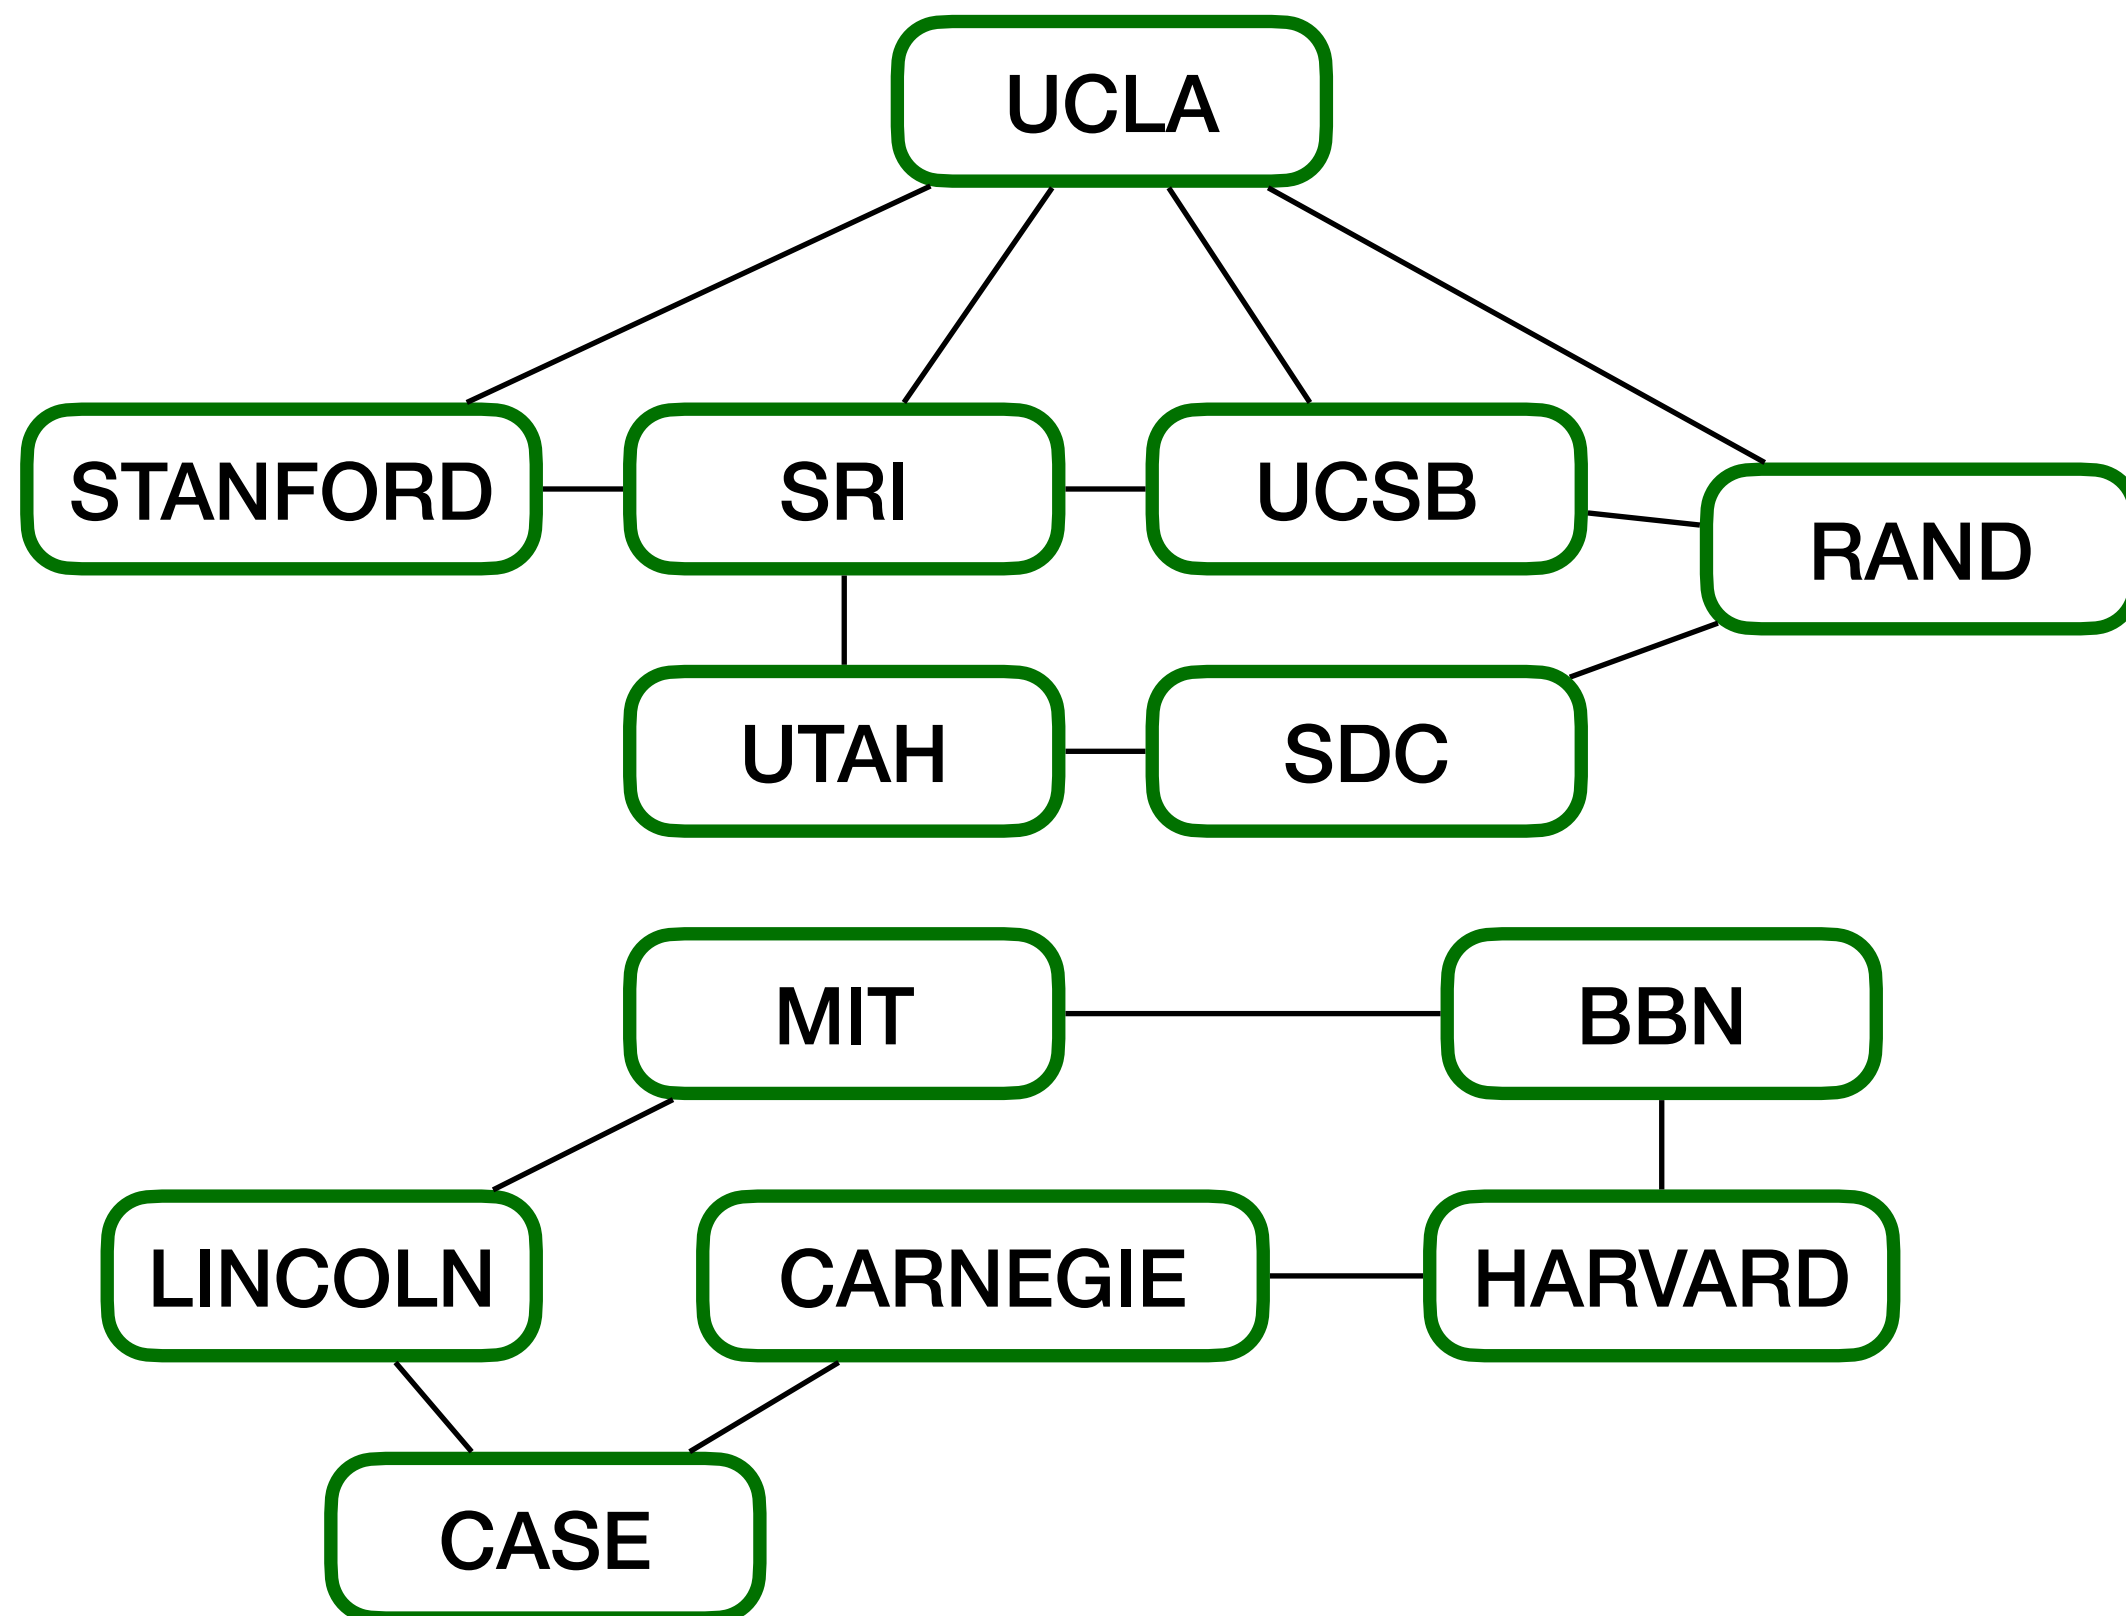 UCLA
STANFORD
SRI
UCSB
RAND
UTAH
SDC
MIT
BBN
LINCOLN
CARNEGIE
HARVARD
CASE